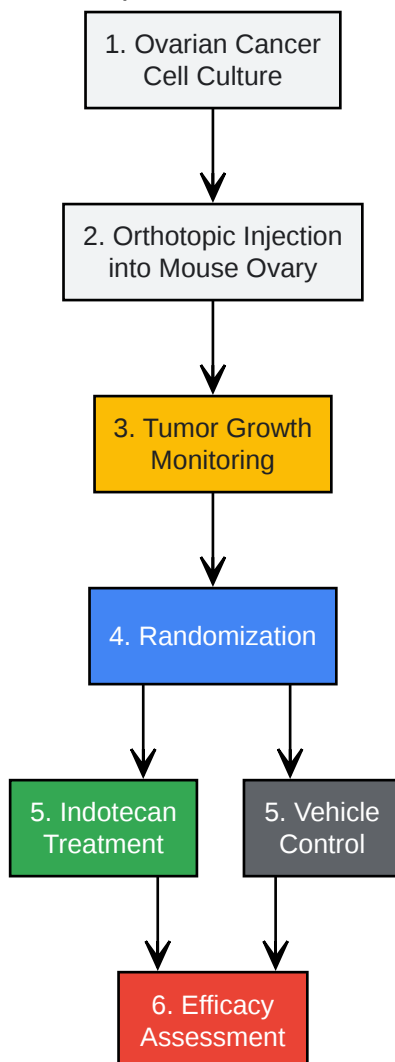 1. Ovarian Cancer
Cell Culture
2. Orthotopic Injection
into Mouse Ovary
3. Tumor Growth
Monitoring
4. Randomization
5. Indotecan
Treatment
5. Vehicle
Control
6. Efficacy
Assessment